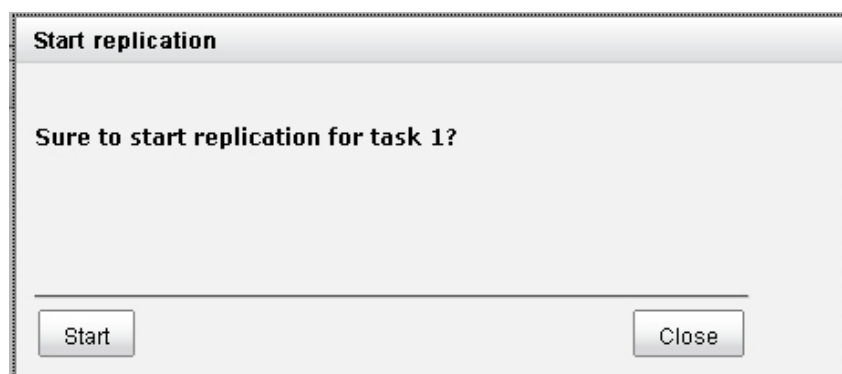 Start replication
Sure to start replication for task 1?
Start
Close